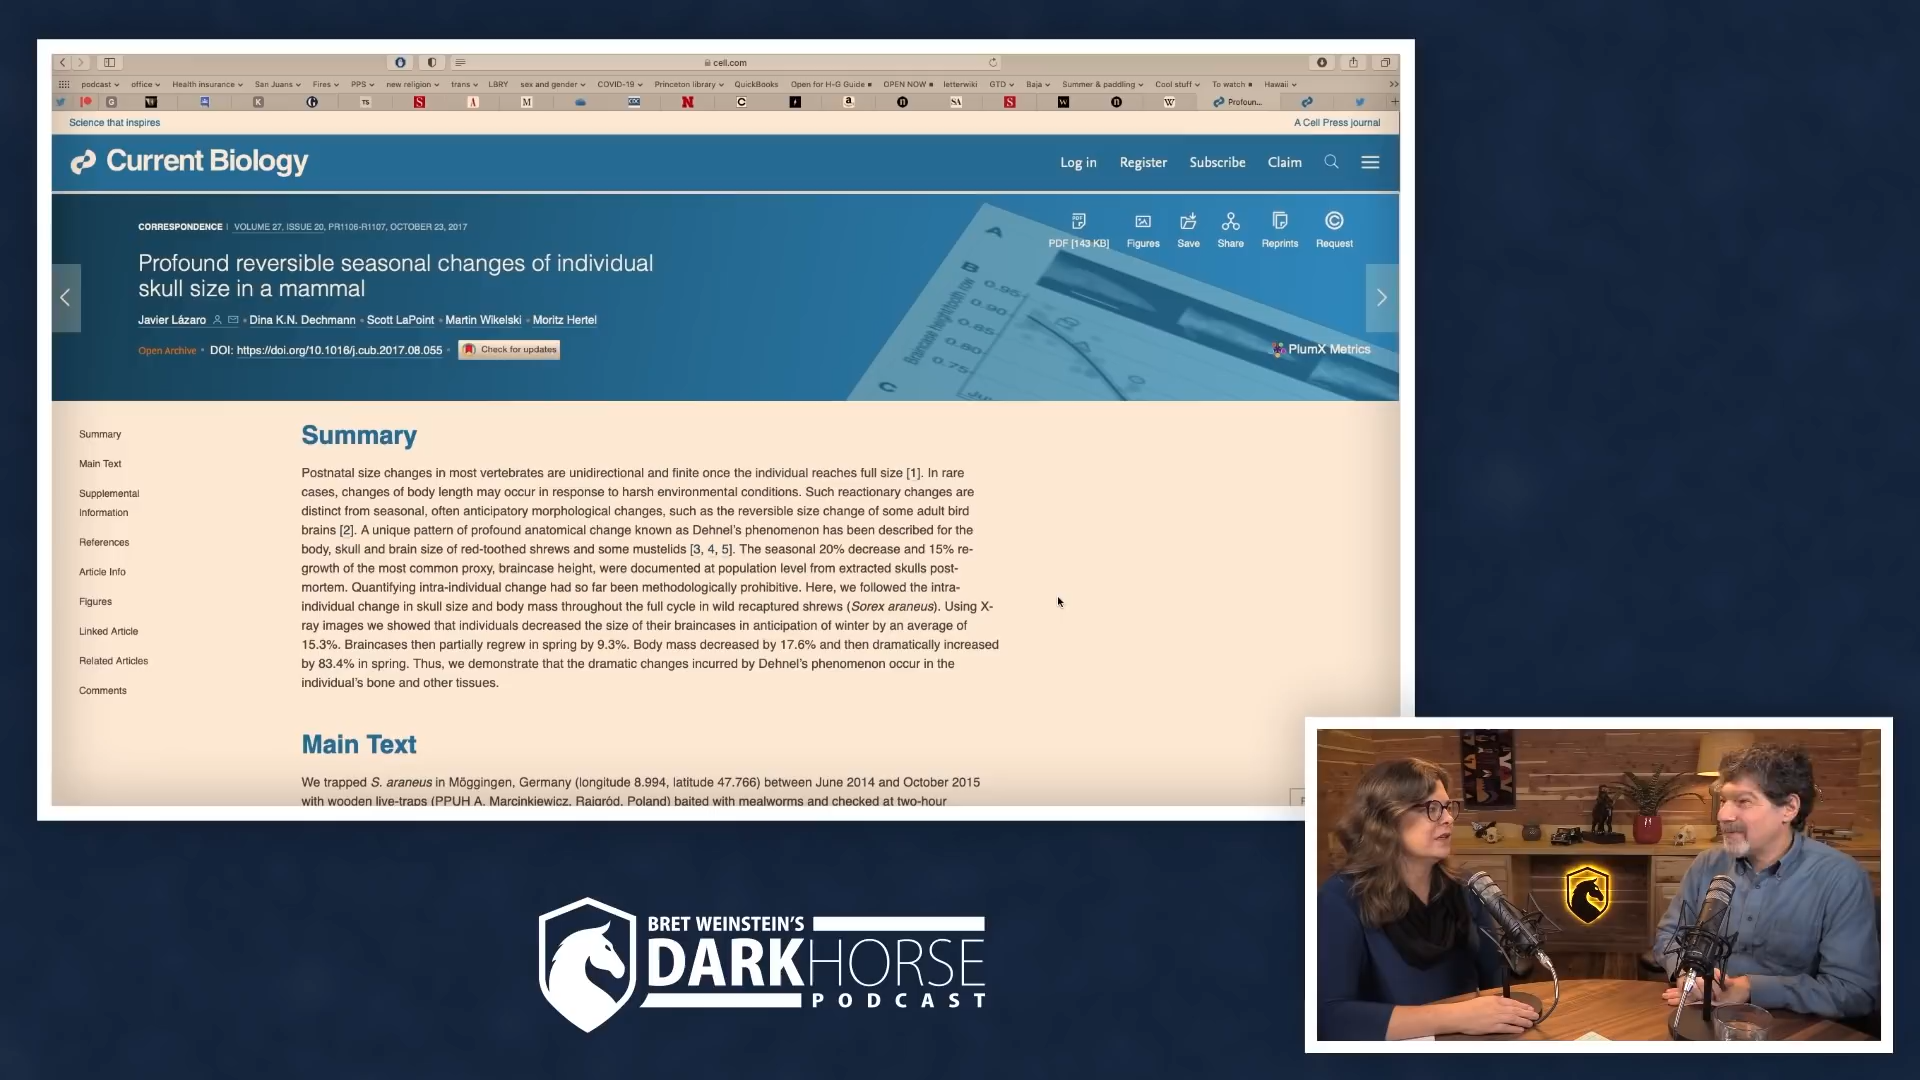 cell.com
podcast office Health insurance San Juans Fires PPS new religion trans LBRY sex and gender COVID-19 Princeton library QuickBooks Open for H-G Guide OPEN NOW letterwiki GTD Baja Summer & paddling Cool stuff To watch Hawaii
Profoun...
Science that inspires
A Cell Press journal
Current Biology
Log in Register Subscribe Claim
CORRESPONDENCE | VOLUME 27, ISSUE 20, PR1106-R1107, OCTOBER 23, 2017
PDF [143 KB] Figures Save Share Reprints Request
Profound reversible seasonal changes of individual
skull size in a mammal
Javier Lázaro • Dina K.N. Dechmann • Scott LaPoint • Martin Wikelski • Moritz Hertel
Open Archive • DOI: https://doi.org/10.1016/j.cub.2017.08.055 • Check for updates
PlumX Metrics
A
B
Braincase height/tooth row
0.95
0.90
0.85
0.80
0.75
C
Summary
Main Text
Supplemental
Information
References
Article Info
Figures
Linked Article
Related Articles
Comments
Summary
Postnatal size changes in most vertebrates are unidirectional and finite once the individual reaches full size [1]. In rare
cases, changes of body length may occur in response to harsh environmental conditions. Such reactionary changes are
distinct from seasonal, often anticipatory morphological changes, such as the reversible size change of some adult bird
brains [2]. A unique pattern of profound anatomical change known as Dehnel's phenomenon has been described for the
body, skull and brain size of red-toothed shrews and some mustelids [3, 4, 5]. The seasonal 20% decrease and 15% re-
growth of the most common proxy, braincase height, were documented at population level from extracted skulls post-
mortem. Quantifying intra-individual change had so far been methodologically prohibitive. Here, we followed the intra-
individual change in skull size and body mass throughout the full cycle in wild recaptured shrews (Sorex araneus). Using X-
ray images we showed that individuals decreased the size of their braincases in anticipation of winter by an average of
15.3%. Braincases then partially regrew in spring by 9.3%. Body mass decreased by 17.6% and then dramatically increased
by 83.4% in spring. Thus, we demonstrate that the dramatic changes incurred by Dehnel's phenomenon occur in the
individual's bone and other tissues.
Main Text
We trapped S. araneus in Möggingen, Germany (longitude 8.994, latitude 47.766) between June 2014 and October 2015
with wooden live-traps (PPUH A. Marcinkiewicz, Rajgród, Poland) baited with mealworms and checked at two-hour
BRET WEINSTEIN'S
DARKHORSE
PODCAST